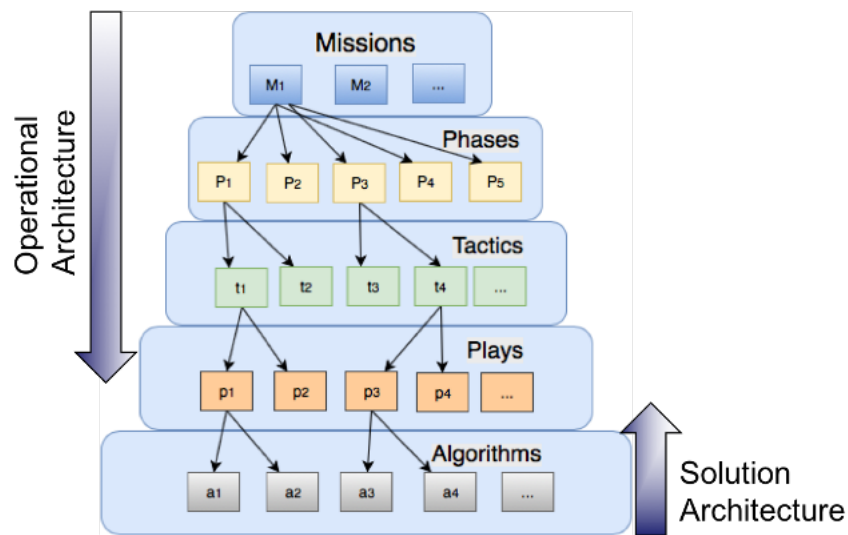 Missions
M1 M2 ...
Phases
P1 P2 P3 P4 P5
Tactics
t1 t2 t3 t4 ...
Plays
p1 p2 p3 p4 ...
Algorithms
a1 a2 a3 a4 ...
Operational
Architecture
Solution
Architecture